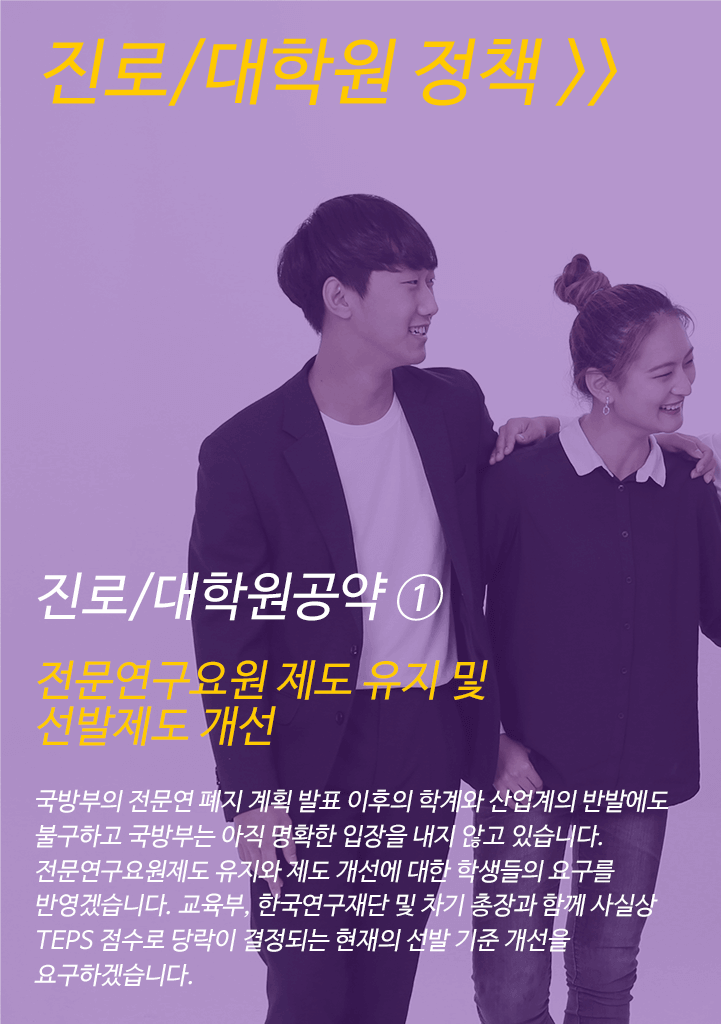 진로/대학원 정책 >>
진로/대학원공약 ①
전문연구요원 제도 유지 및
선발제도 개선
국방부의 전문연 폐지 계획 발표 이후의 학계와 산업계의 반발에도
불구하고 국방부는 아직 명확한 입장을 내지 않고 있습니다.
전문연구요원제도 유지와 제도 개선에 대한 학생들의 요구를
반영겠습니다. 교육부, 한국연구재단 및 차기 총장과 함께 사실상
TEPS 점수로 당락이 결정되는 현재의 선발 기준 개선을
요구하겠습니다.